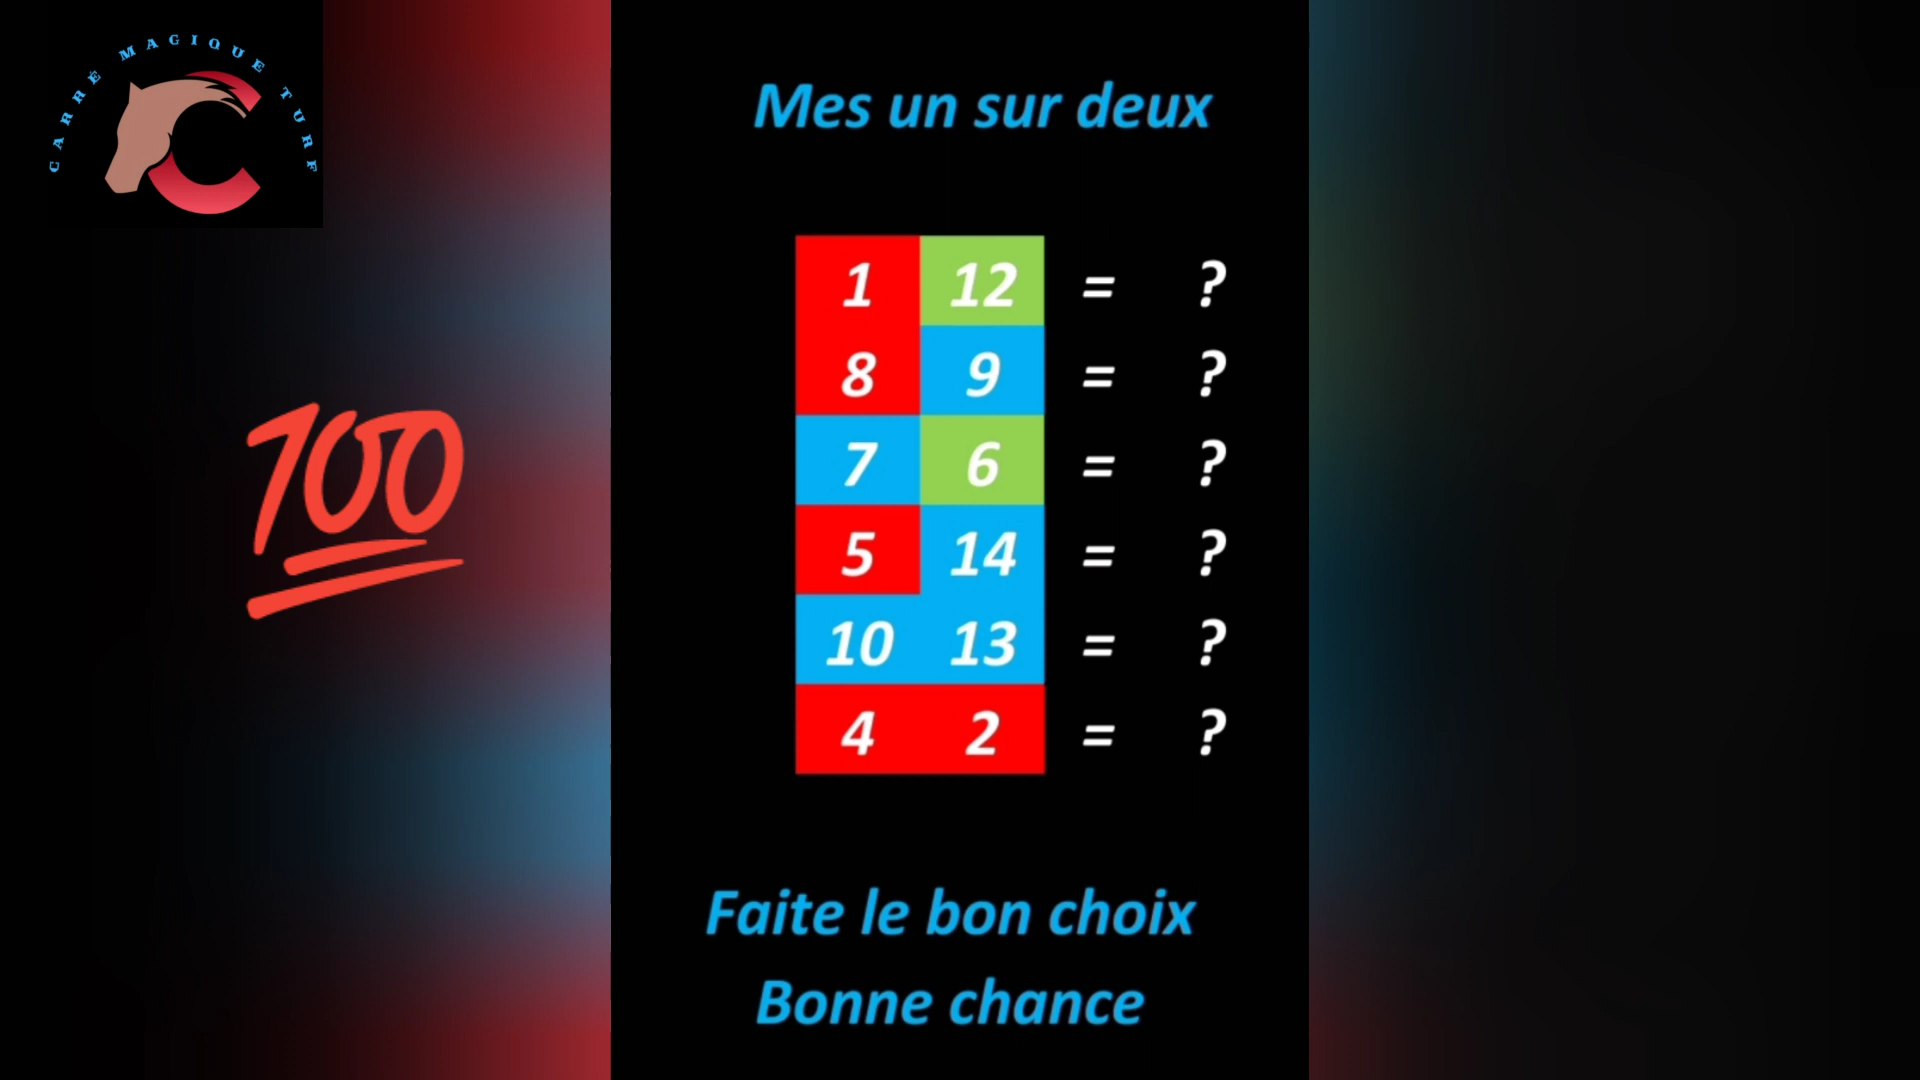 CARRÉ MAGIQUE TURF
Mes un sur deux
1 12 = ?
8 9 = ?
7 6 = ?
5 14 = ?
10 13 = ?
4 2 = ?
100
Faite le bon choix
Bonne chance